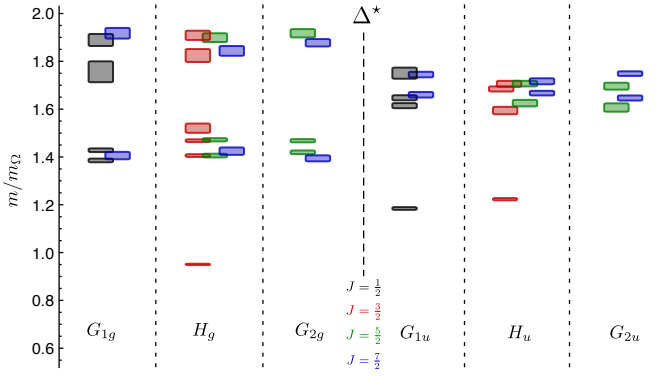 Δ⋆
2.0
1.8
1.6
1.4
1.2
1.0
0.8
0.6
m/m_Ω
J = 1/2
J = 3/2
J = 5/2
J = 7/2
G_{1g} H_g G_{2g} G_{1u} H_u G_{2u}